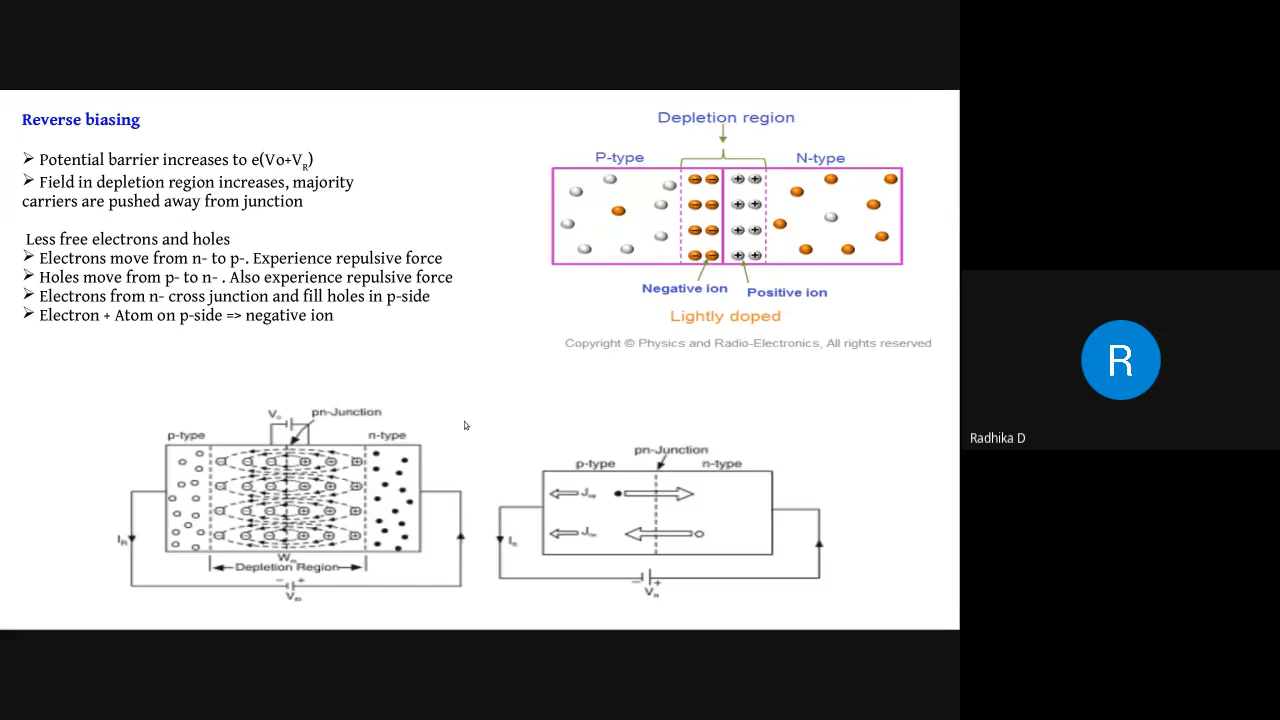 Reverse biasing
➢ Potential barrier increases to e(Vo+VR)
➢ Field in depletion region increases, majority
carriers are pushed away from junction
Less free electrons and holes
➢ Electrons move from n- to p-. Experience repulsive force
➢ Holes move from p- to n- . Also experience repulsive force
➢ Electrons from n- cross junction and fill holes in p-side
➢ Electron + Atom on p-side => negative ion
Depletion region
P-type
N-type
Negative ion
Positive ion
Lightly doped
Copyright © Physics and Radio-Electronics, All rights reserved
pn-Junction
p-type
n-type
Depletion Region
pn-Junction
p-type
n-type
R
Radhika D